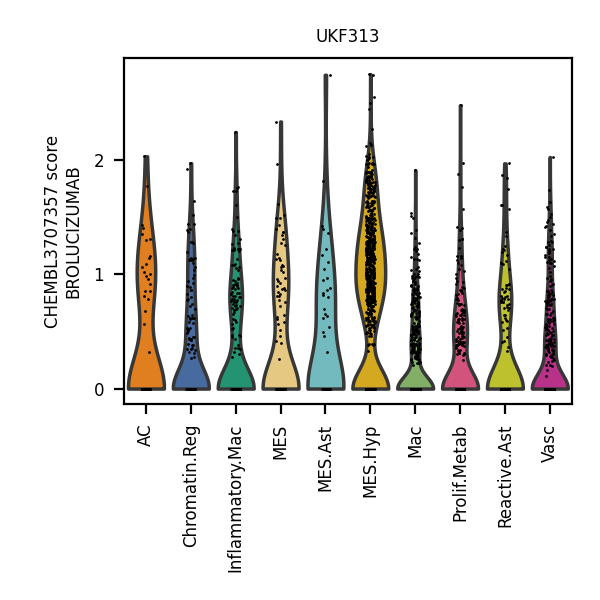 UKF313
CHEMBL3707357 score
BROLUCIZUMAB
2
1
0
AC
Chromatin.Reg
Inflammatory.Mac
MES
MES.Ast
MES.Hyp
Mac
Prolif.Metab
Reactive.Ast
Vasc